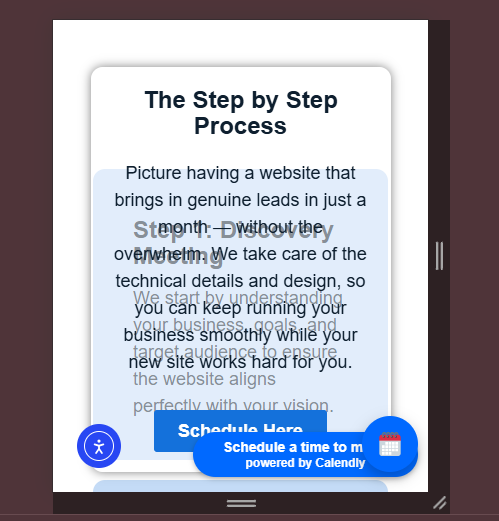 The Step by Step
Process
Picture having a website that
brings in genuine leads in just a
month — without the
overwhelm. We take care of the
technical details and design, so
you can keep running your
business smoothly while your
new site works hard for you.
Step 1: Discovery
Meeting
We start by understanding
your business, goals, and
target audience to ensure
the website aligns
perfectly with your vision.
Schedule Here
Schedule a time to m
powered by Calendly